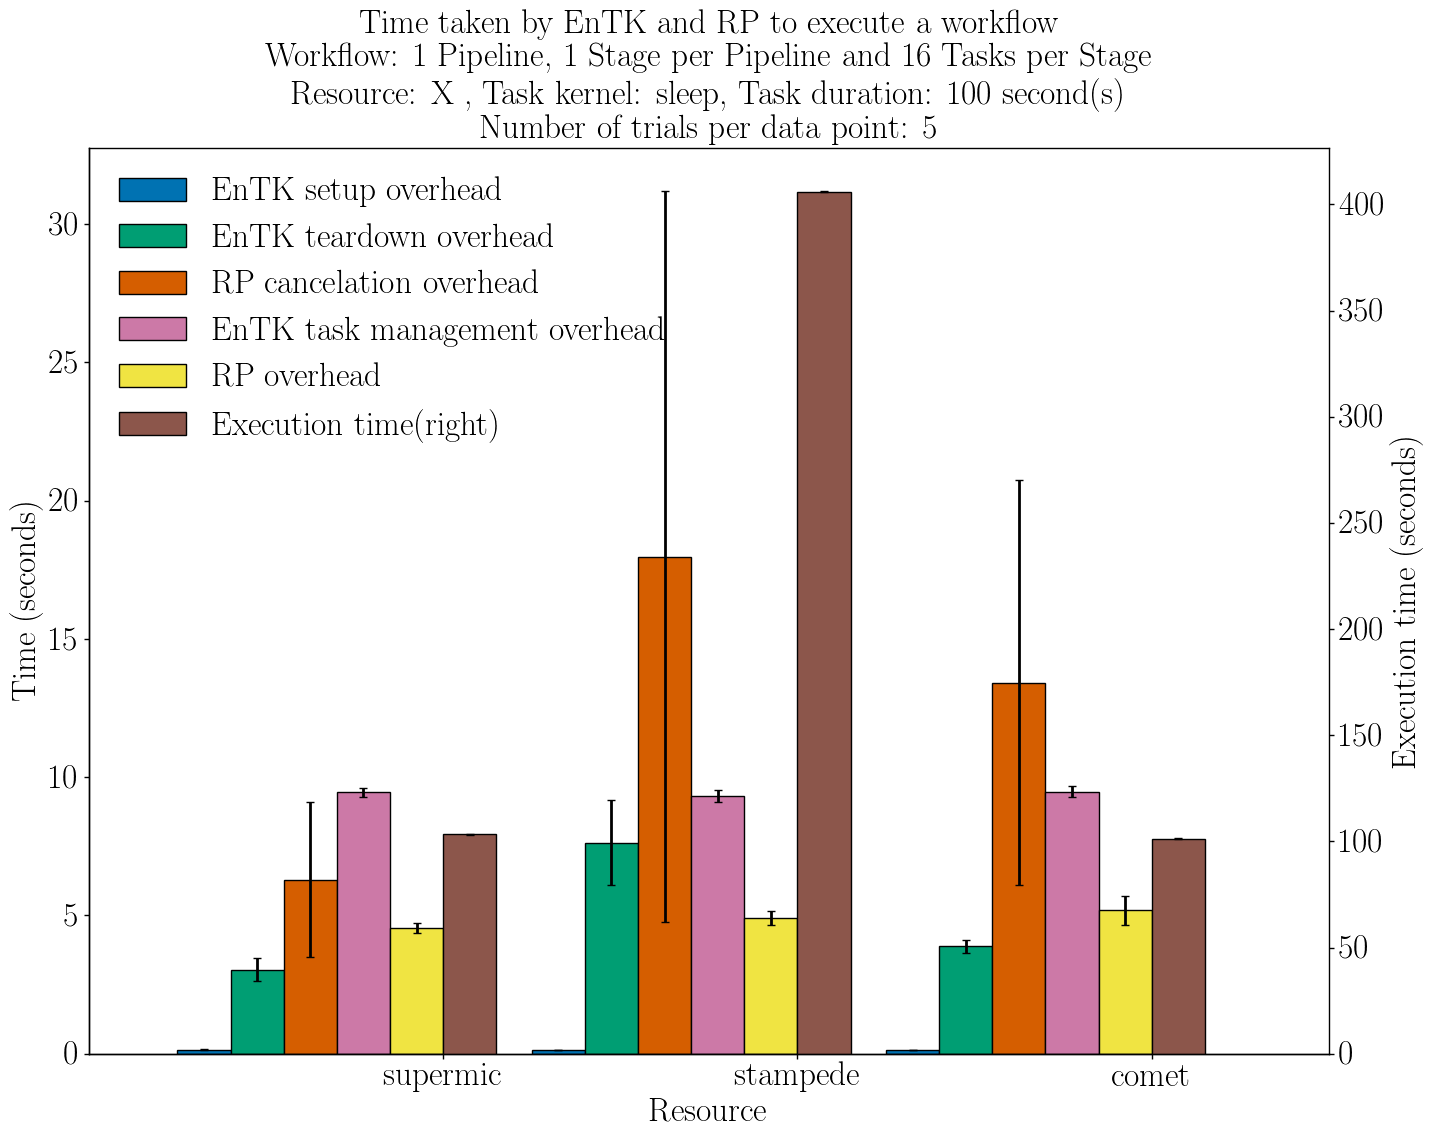 Time taken by EnTK and RP to execute a workflow
Workflow: 1 Pipeline, 1 Stage per Pipeline and 16 Tasks per Stage
Resource: X , Task kernel: sleep, Task duration: 100 second(s)
Number of trials per data point: 5
EnTK setup overhead
EnTK teardown overhead
RP cancelation overhead
EnTK task management overhead
RP overhead
Execution time(right)
Time (seconds)
30
25
20
15
10
5
0
400
350
300
250
200
150
100
50
0
Execution time (seconds)
supermic
stampede
comet
Resource